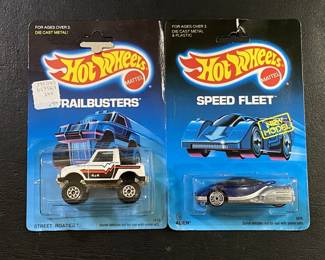 FOR AGES OVER 3
DIE CAST METAL!
Hot Wheels
MATTEL
TRAILBUSTERS
STREET ROADER
FOR AGES OVER 3
DIE CAST METAL
& PLASTIC
Hot Wheels
MATTEL
SPEED FLEET
NEW MODEL
ALIEN